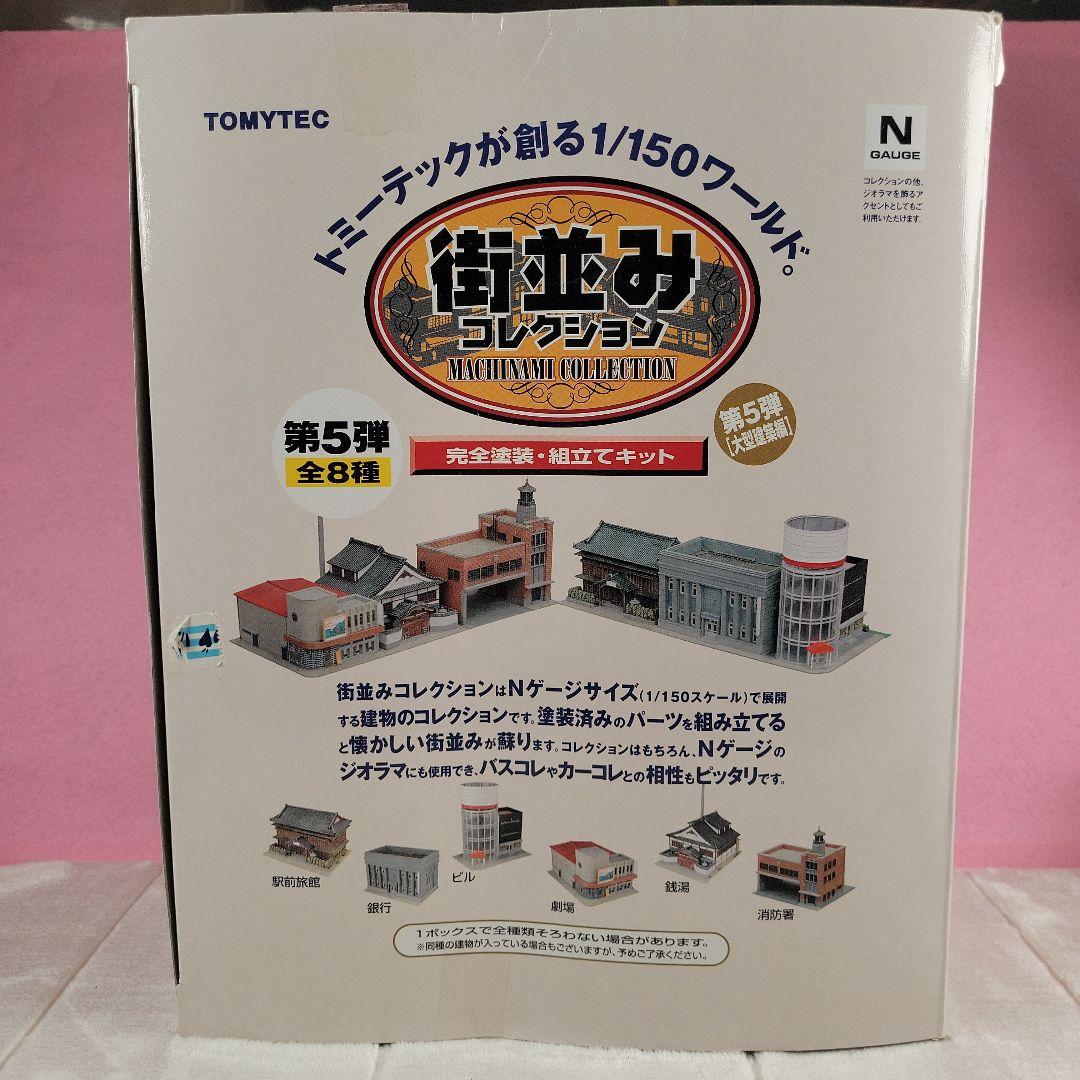 TOMYTEC
トミーテックが創る1/150ワールド。
N
GAUGE
コレクションの他、
ジオラマを飾るア
クセントとしてもご
利用いただけます。
街並み
コレクション
MACHINAMI COLLECTION
第5弾
全8種
第5弾
[大型建築編]
完全塗装・組立てキット
街並みコレクションはNゲージサイズ(1/150スケール)で展開
する建物のコレクションです。塗装済みのパーツを組み立てる
と懐かしい街並みが蘇ります。コレクションはもちろん、Nゲージの
ジオラマにも使用でき、バスコレやカーコレとの相性もピッタリです。
駅前旅館
銀行
ビル
劇場
銭湯
消防署
1ボックスで全種類そろわない場合があります。
※同種の建物が入っている場合もございますが、予めご了承ください。